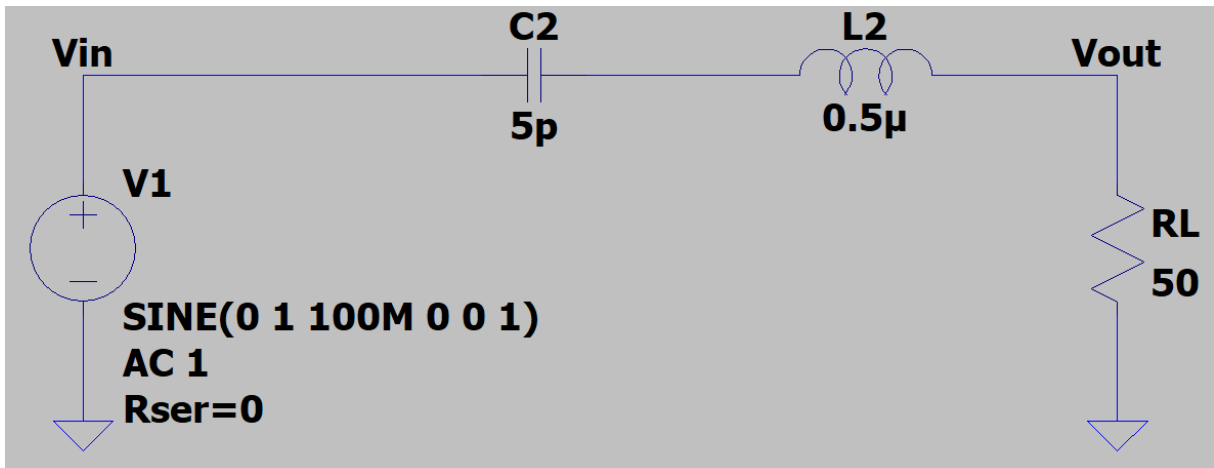 C2
L2
Vin
Vout
5p
0.5µ
V1
RL
50
SINE(0 1 100M 0 0 1)
AC 1
Rser=0